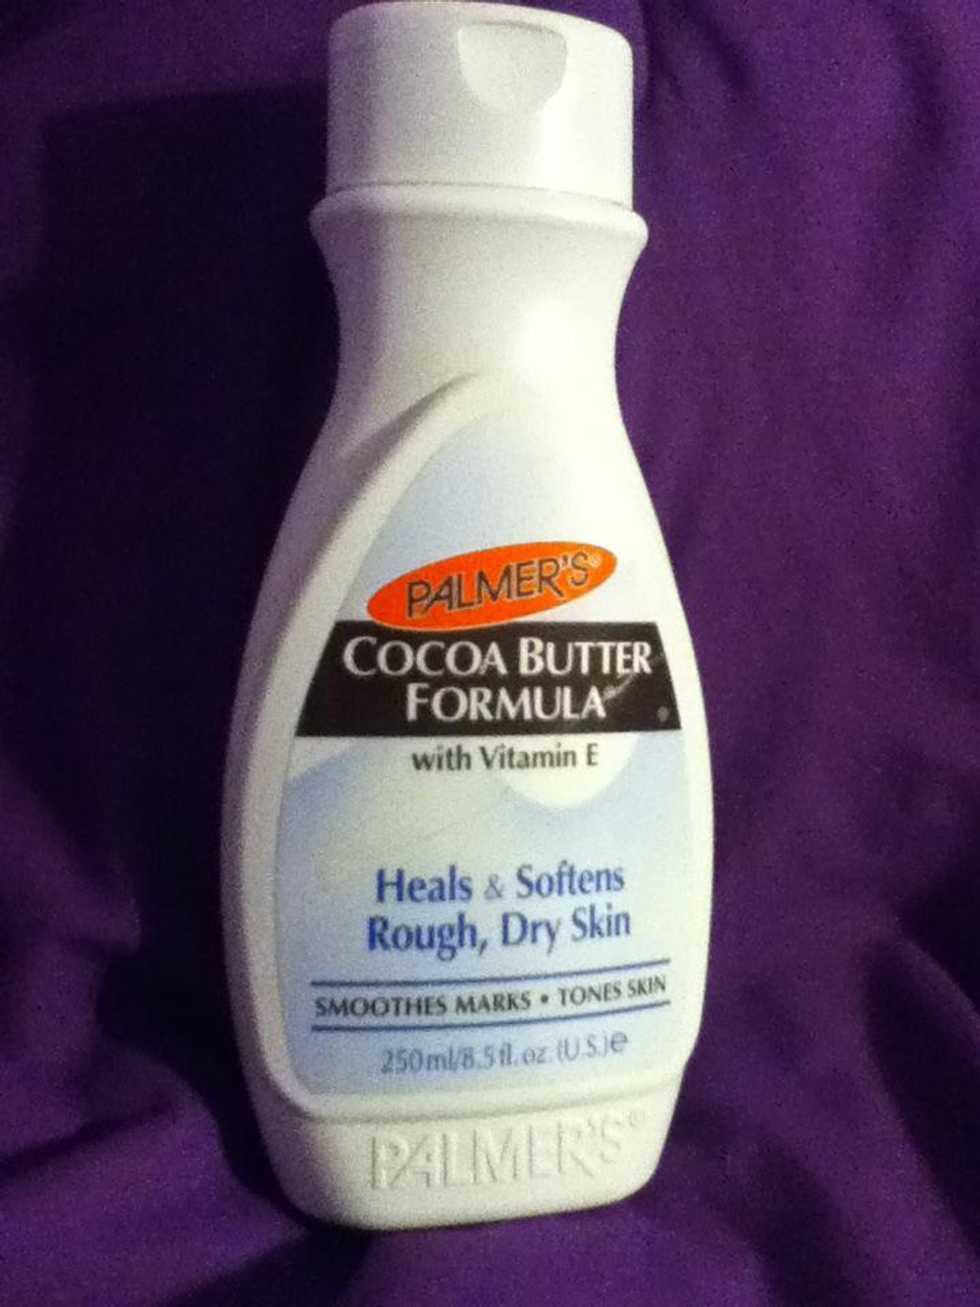 PALMER'S®
COCOA BUTTER
FORMULA®
with Vitamin E
Heals & Softens
Rough, Dry Skin
SMOOTHES MARKS • TONES SKIN
250ml/8.5 fl. oz. (U.S.)e
PALMER'S®